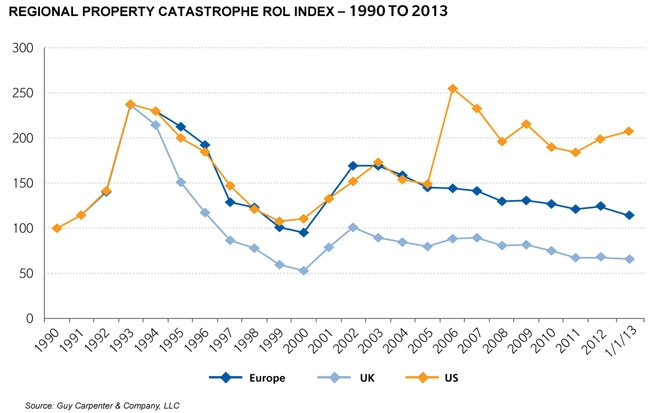 REGIONAL PROPERTY CATASTROPHE ROL INDEX – 1990 TO 2013
300
250
200
150
100
50
0
1990 1991 1992 1993 1994 1995 1996 1997 1998 1999 2000 2001 2002 2003 2004 2005 2006 2007 2008 2009 2010 2011 2012 1/1/13
Europe UK US
Source: Guy Carpenter & Company, LLC